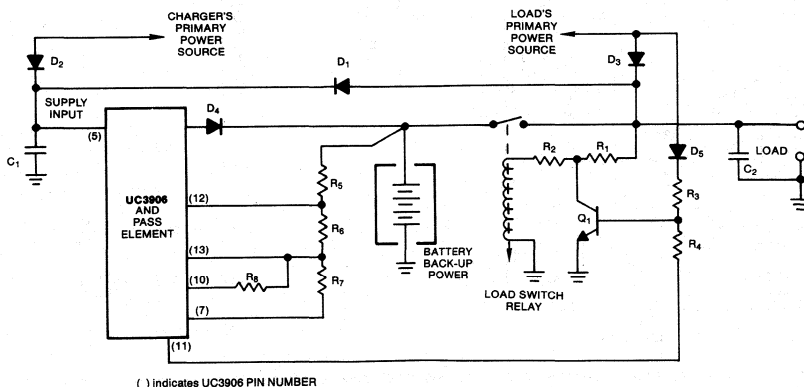 CHARGER'S
PRIMARY
POWER
SOURCE
LOAD'S
PRIMARY
POWER
SOURCE
D2
D1
D3
SUPPLY
INPUT
D4
(5)
C1
R2
R1
D5
LOAD
C2
R5
R3
UC3906
AND
PASS
ELEMENT
(12)
R6
Q1
R4
(13)
(10)
R8
R7
BATTERY
BACK-UP
POWER
(7)
LOAD SWITCH
RELAY
(11)
( ) indicates UC3906 PIN NUMBER